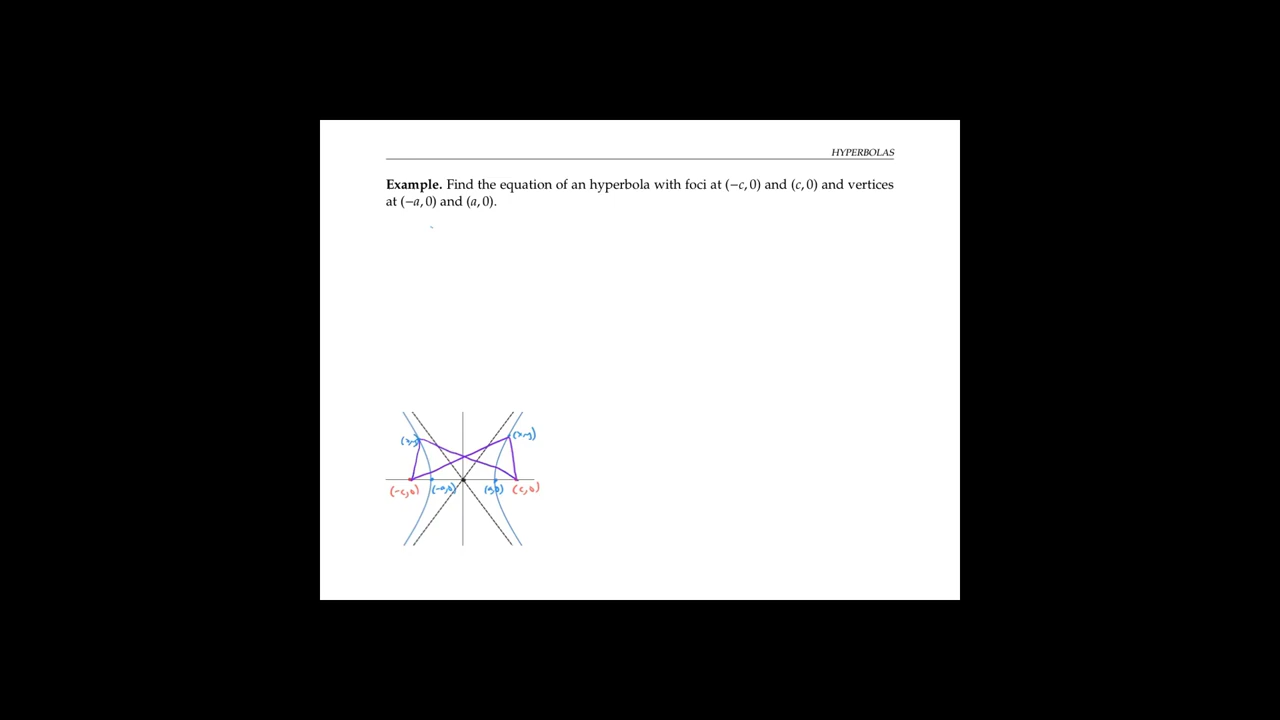 HYPERBOLAS
Example. Find the equation of an hyperbola with foci at (−c, 0) and (c, 0) and vertices
at (−a, 0) and (a, 0).
(x,y) (x,y)
(-c,0) (-a,0) (a,0) (c,0)